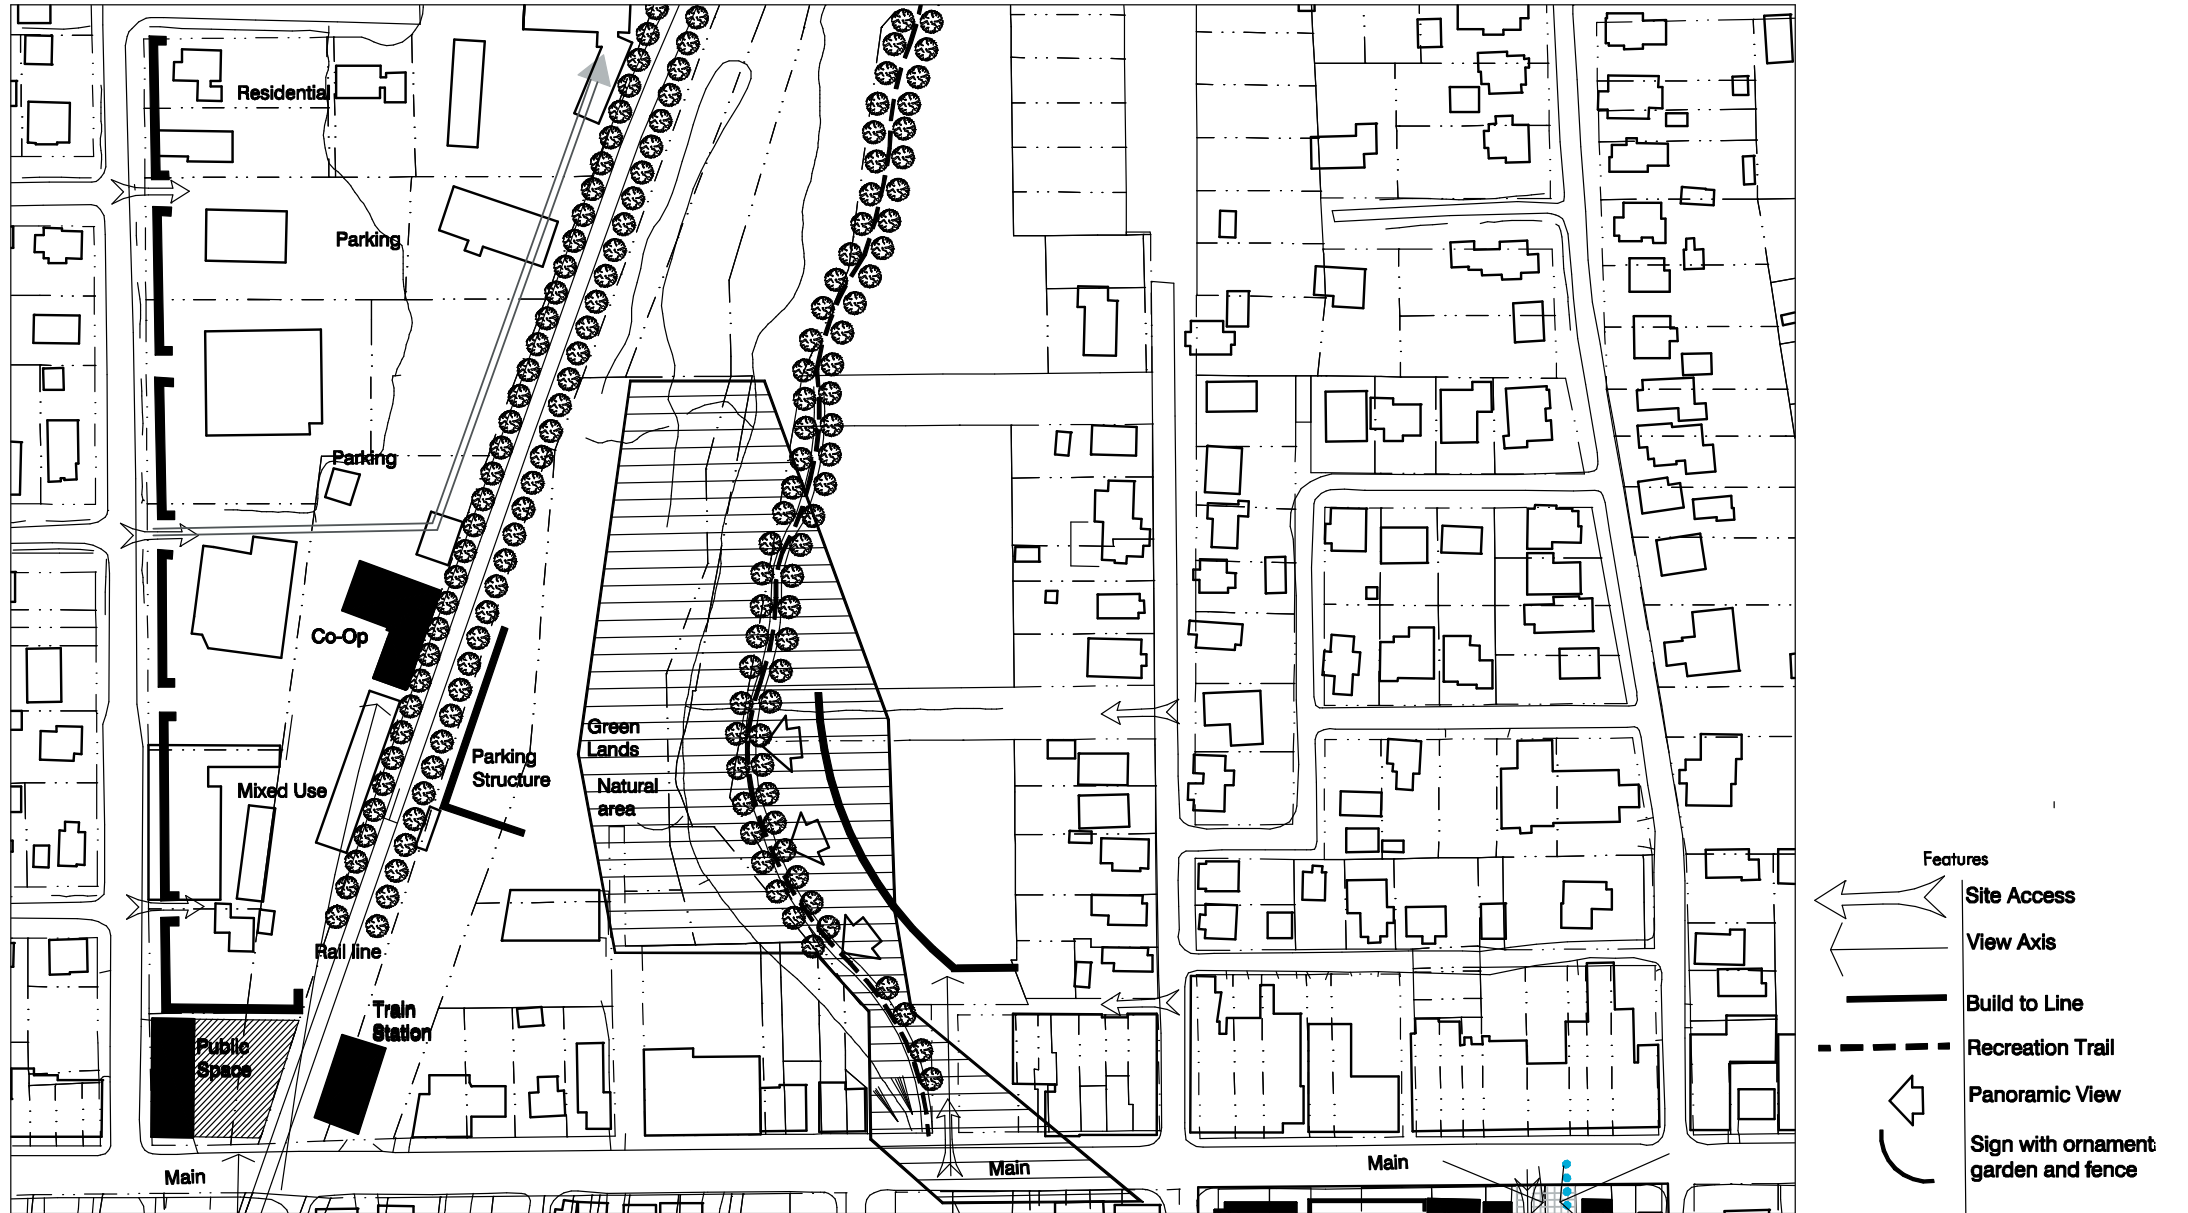 Residential
Parking
Parking
Co-Op
Green
Lands
Parking
Structure
Natural
area
Mixed Use
Rail line
Train
Station
Public
Space
Main
Main
Main
Features
Site Access
View Axis
Build to Line
Recreation Trail
Panoramic View
Sign with ornament
garden and fence